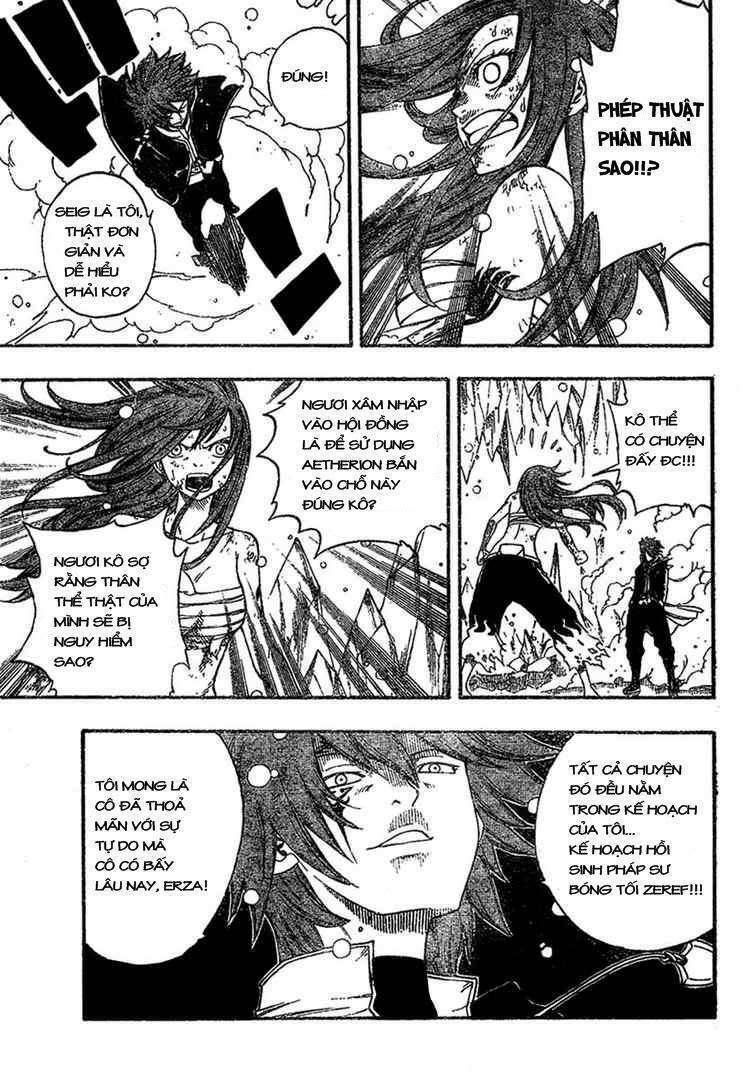 PHÉP THUẬT
PHÂN THÂN
SAO!!?
ĐÚNG!
SEIG LÀ TÔI,
THẬT ĐƠN
GIẢN VÀ
DỄ HIỂU
PHẢI KO?
KÔ THỂ
CÓ CHUYỆN
ĐẤY ĐC!!!
NGƯƠI XÂM NHẬP
VÀO HỘI ĐỒNG
LÀ ĐỂ SỬ DỤNG
AETHERION BẮN
VÀO CHỖ NÀY
ĐÚNG KÔ?
NGƯƠI KÔ SỢ
RẰNG THÂN
THỂ THẬT CỦA
MÌNH SẼ BỊ
NGUY HIỂM
SAO?
TẤT CẢ CHUYỆN
ĐÓ ĐỀU NẰM
TRONG KẾ HOẠCH
CỦA TÔI...
KẾ HOẠCH HỒI
SINH PHÁP SƯ
BÓNG TỐI ZEREF!!!
TÔI MONG LÀ
CÔ ĐÃ THOẢ
MÃN VỚI SỰ
TỰ DO MÀ
CÔ CÓ BẤY
LÂU NAY, ERZA!